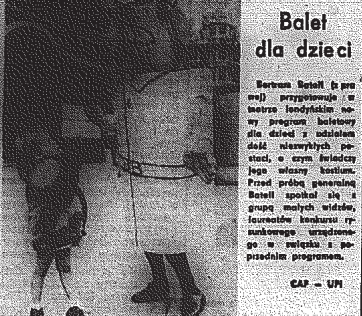 Balet
dla dzieci
Bertram Batell (z pra
wej) przygotowuje w
teatrze londyńskim no-
wy program baletowy
dla dzieci z udziałem
dość niezwykłych po-
staci, o czym świadczy
jego własny kostium.
Przed próbą generalną
Batell spotkał się z
grupą małych widzów,
laureatów konkursu ry-
sunkowego urządzone-
go w związku z po-
przednim programem.
CAF — UPI